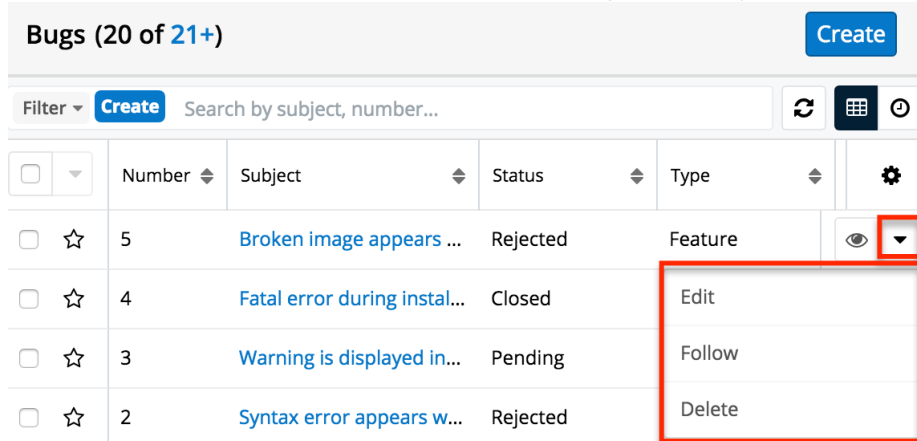 Bugs (20 of 21+) Create
Filter Create Search by subject, number...
Number Subject Status Type
5 Broken image appears ... Rejected Feature
4 Fatal error during instal... Closed
Edit
3 Warning is displayed in... Pending
Follow
2 Syntax error appears w... Rejected
Delete